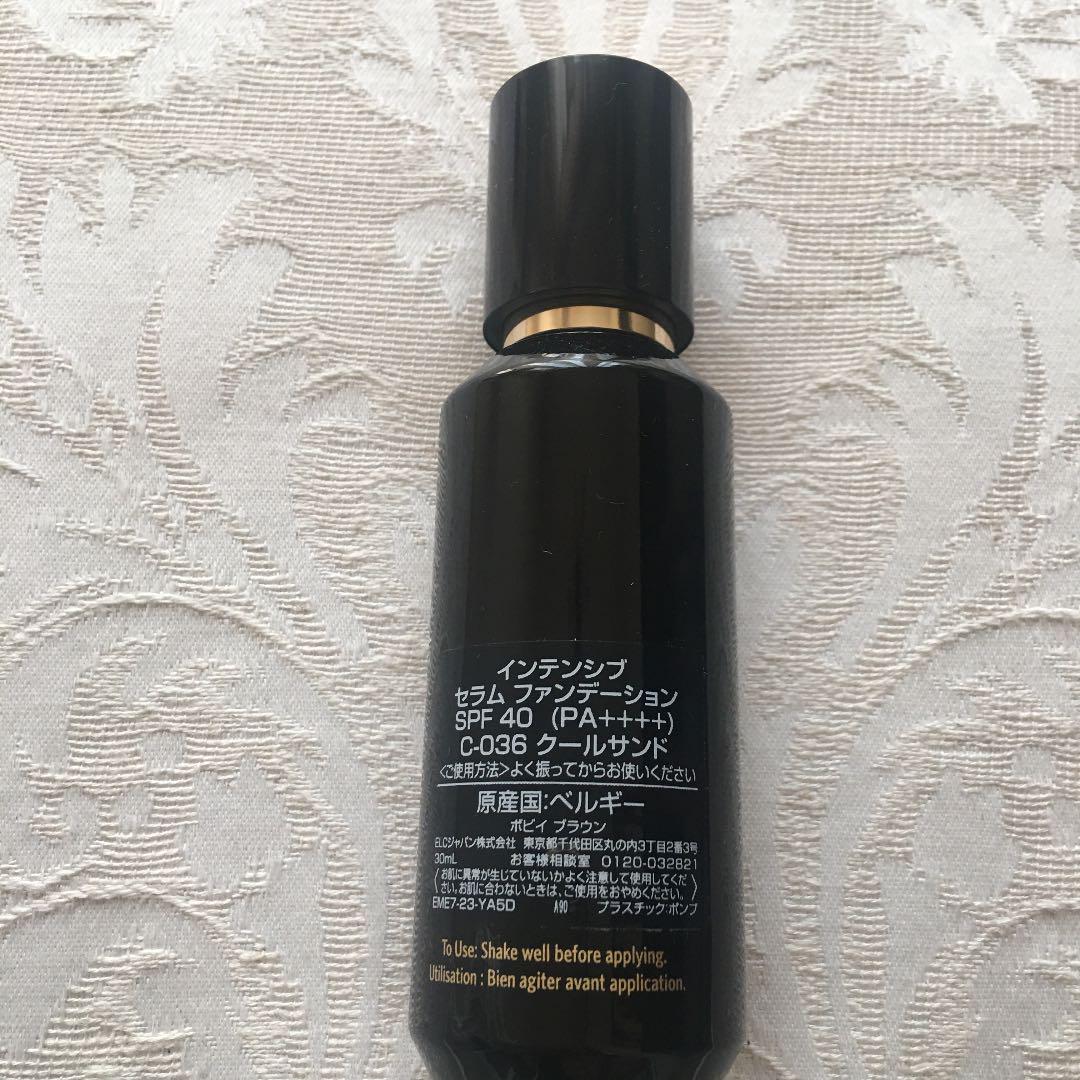 インテンシブ
セラム ファンデーション
SPF 40 (PA++++)
C-036 クールサンド
<ご使用方法>よく振ってからお使いください
原産国:ベルギー
ボビイ ブラウン
ELCジャパン株式会社 東京都千代田区丸の内3丁目2番3号
30mL お客様相談室 0120-032821
お肌に異常が生じていないかよく注意して使用してくだ
さい。お肌に合わないときは、ご使用をおやめください。
EME7-23-YA5D A90 プラスチック:ポンプ
To Use: Shake well before applying.
Utilisation : Bien agiter avant application.